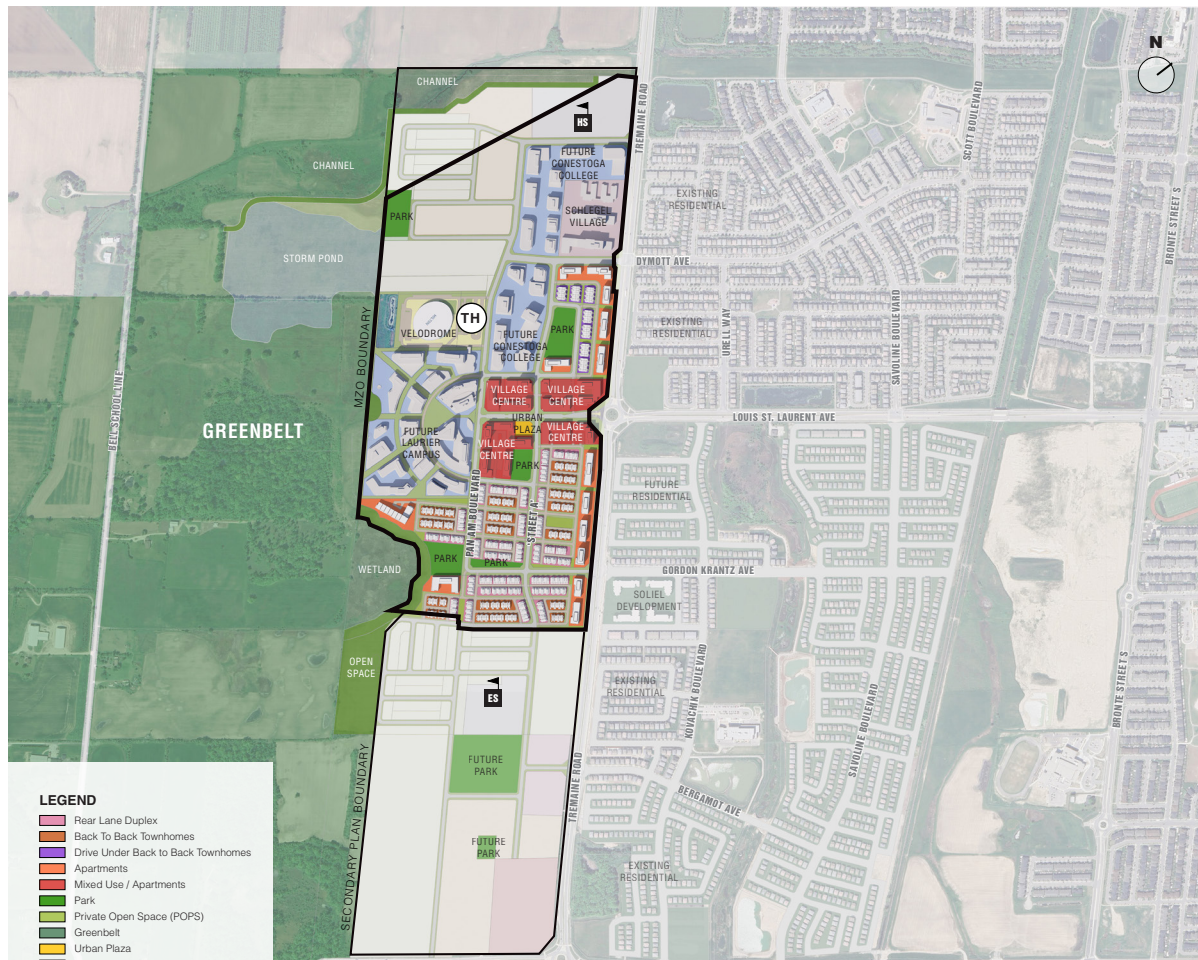 N
CHANNEL
HS
TREMAINE ROAD
SCOTT BOULEVARD
BRONTE STREET S
CHANNEL
FUTURE
CONESTOGA
COLLEGE
EXISTING
RESIDENTIAL
PARK
SCHLEGEL
VILLAGE
STORM POND
DYMOTT AVE
MZO BOUNDARY
VELODROME
TH
FUTURE
CONESTOGA
COLLEGE
PARK
EXISTING
RESIDENTIAL
URELL WAY
SAVOLINE BOULEVARD
BELL SCHOOL LINE
VILLAGE
CENTRE
VILLAGE
CENTRE
LOUIS ST. LAURENT AVE
URBAN
PLAZA
VILLAGE
CENTRE
GREENBELT
FUTURE
LAURIER
CAMPUS
VILLAGE
CENTRE
PARK
FUTURE
RESIDENTIAL
PAN AM BOULEVARD
STREET A'
WETLAND
PARK
PARK
GORDON KRANTZ AVE
SOLIEL
DEVELOPMENT
OPEN
SPACE
ES
EXISTING
RESIDENTIAL
KOVACHIK BOULEVARD
SAVOLINE BOULEVARD
BRONTE STREET S
SECONDARY PLAN BOUNDARY
FUTURE
PARK
TREMAINE ROAD
BERGAMOT AVE
FUTURE
PARK
EXISTING
RESIDENTIAL
LEGEND
Rear Lane Duplex
Back To Back Townhomes
Drive Under Back to Back Townhomes
Apartments
Mixed Use / Apartments
Park
Private Open Space (POPS)
Greenbelt
Urban Plaza